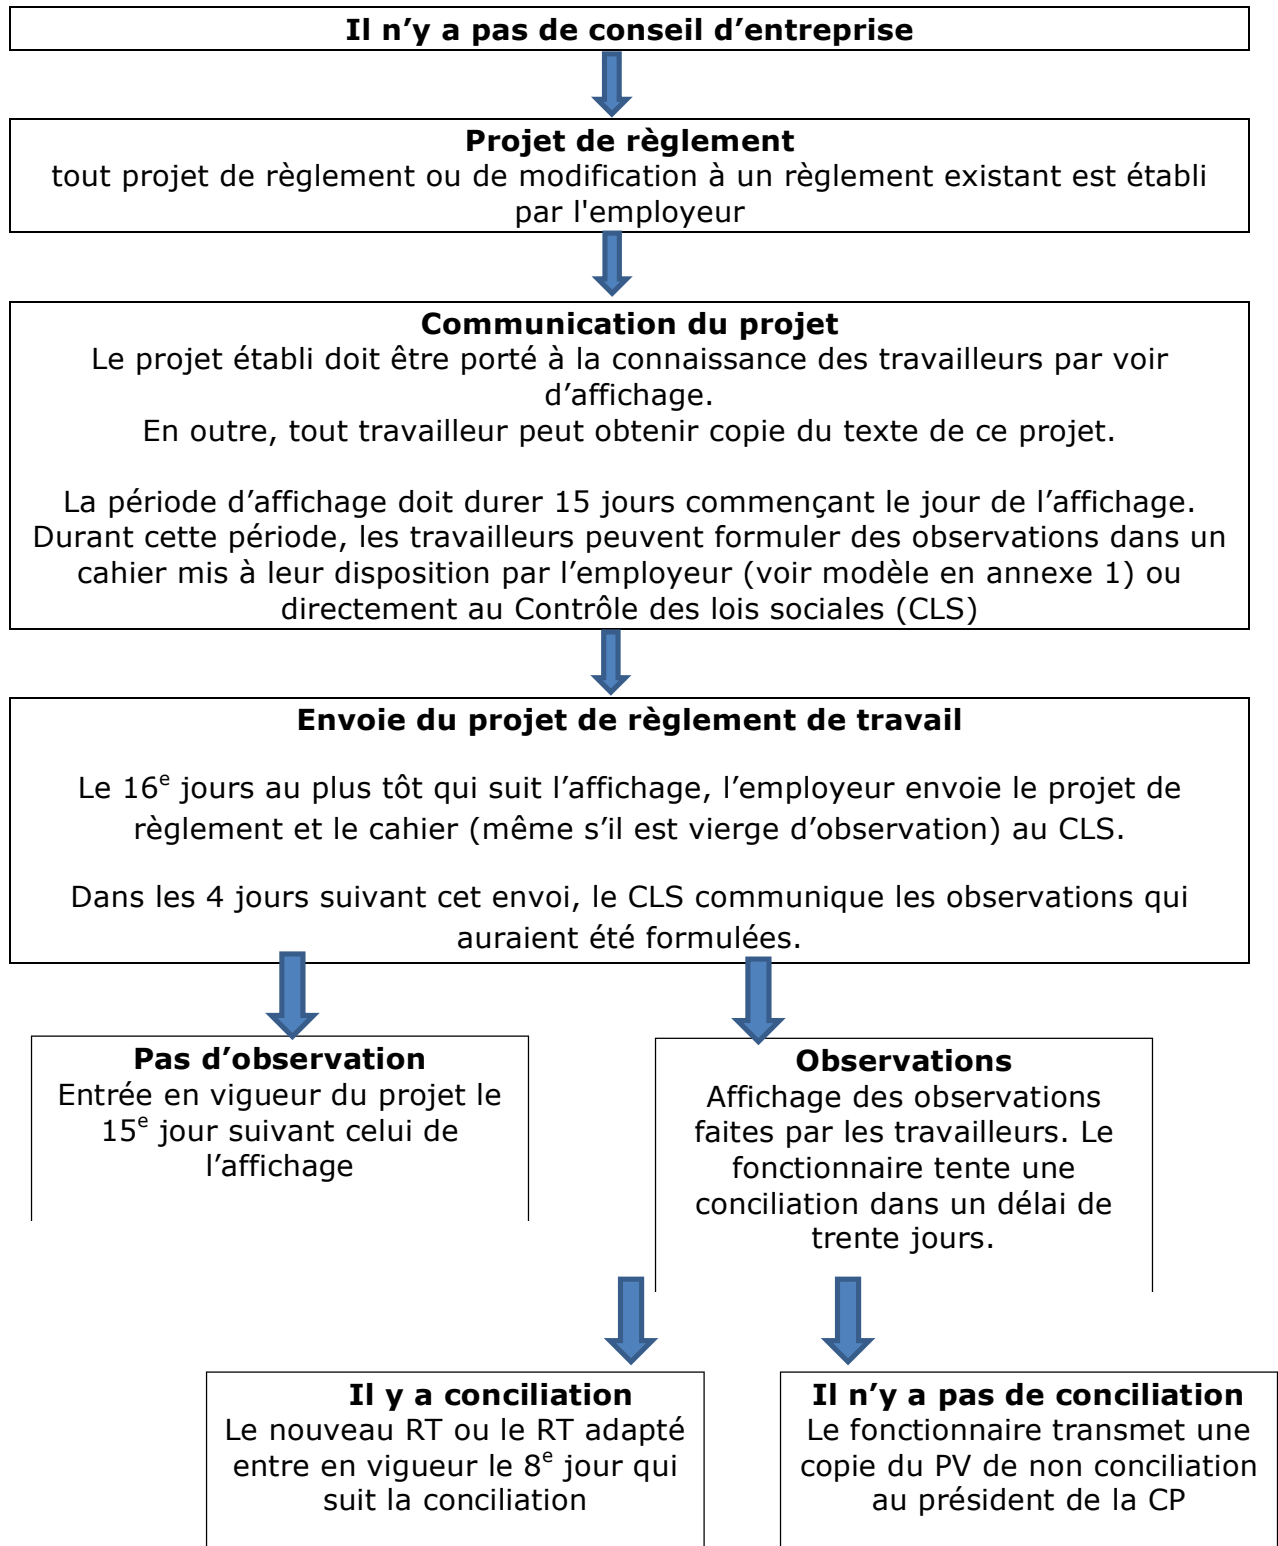 Il n’y a pas de conseil d’entreprise
Projet de règlement
tout projet de règlement ou de modification à un règlement existant est établi
par l'employeur
Communication du projet
Le projet établi doit être porté à la connaissance des travailleurs par voir
d’affichage.
En outre, tout travailleur peut obtenir copie du texte de ce projet.
La période d’affichage doit durer 15 jours commençant le jour de l’affichage.
Durant cette période, les travailleurs peuvent formuler des observations dans un
cahier mis à leur disposition par l’employeur (voir modèle en annexe 1) ou
directement au Contrôle des lois sociales (CLS)
Envoie du projet de règlement de travail
Le 16e jours au plus tôt qui suit l’affichage, l’employeur envoie le projet de
règlement et le cahier (même s’il est vierge d’observation) au CLS.
Dans les 4 jours suivant cet envoi, le CLS communique les observations qui
auraient été formulées.
Pas d’observation
Entrée en vigueur du projet le
15e jour suivant celui de
l’affichage
Observations
Affichage des observations
faites par les travailleurs. Le
fonctionnaire tente une
conciliation dans un délai de
trente jours.
Il y a conciliation
Le nouveau RT ou le RT adapté
entre en vigueur le 8e jour qui
suit la conciliation
Il n’y a pas de conciliation
Le fonctionnaire transmet une
copie du PV de non conciliation
au président de la CP